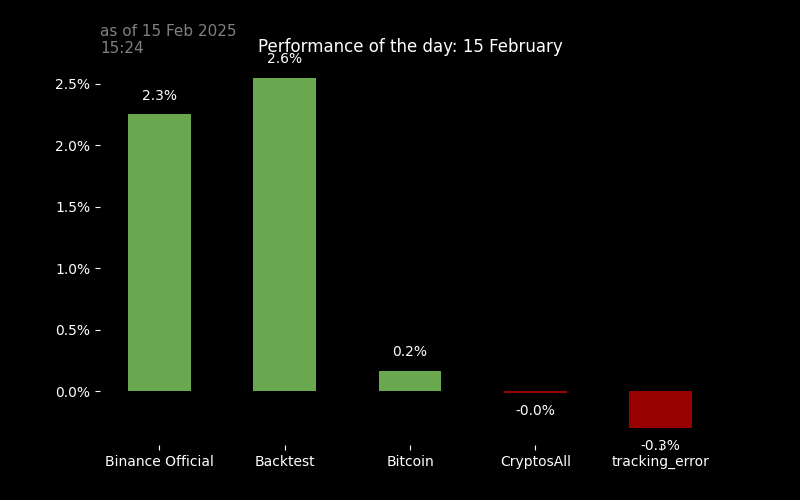 as of 15 Feb 2025
15:24
Performance of the day: 15 February
2.5%
2.0%
1.5%
1.0%
0.5%
0.0%
2.3%
2.6%
0.2%
-0.0%
-0.3%
Binance Official
Backtest
Bitcoin
CryptosAll
tracking_error